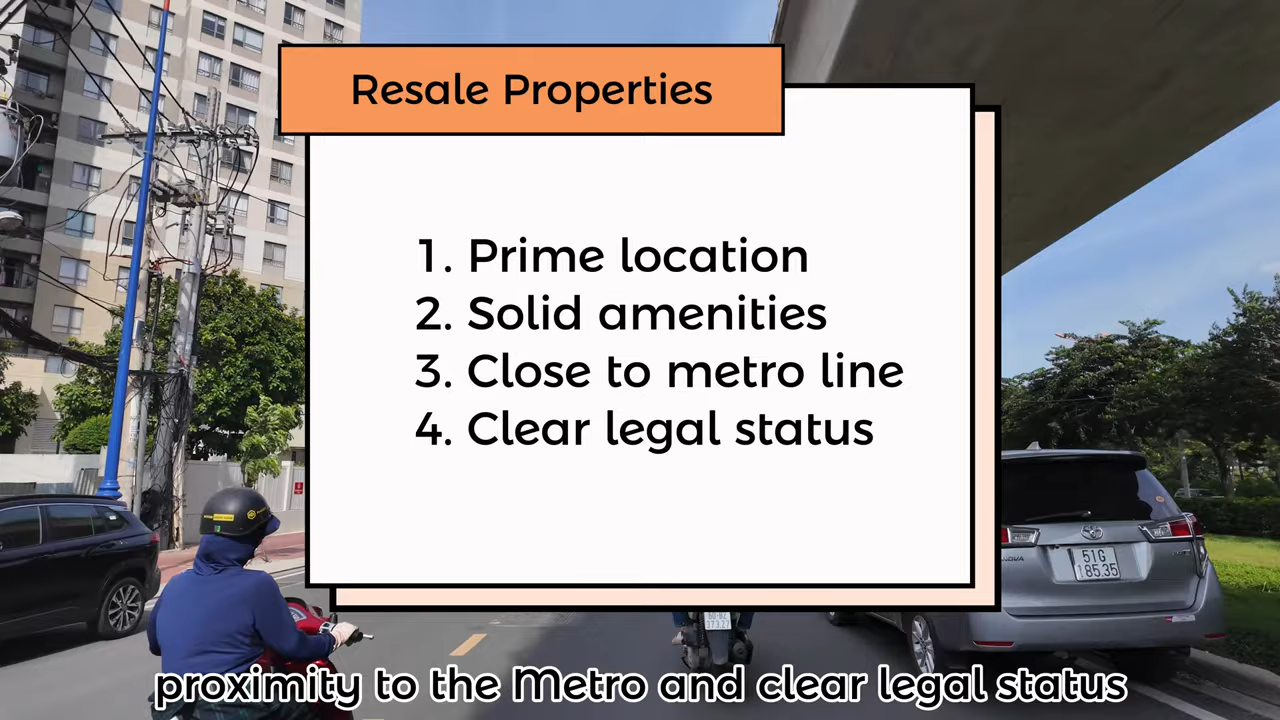 Resale Properties
1. Prime location
2. Solid amenities
3. Close to metro line
4. Clear legal status
51G
185.35
proximity to the Metro and clear legal status